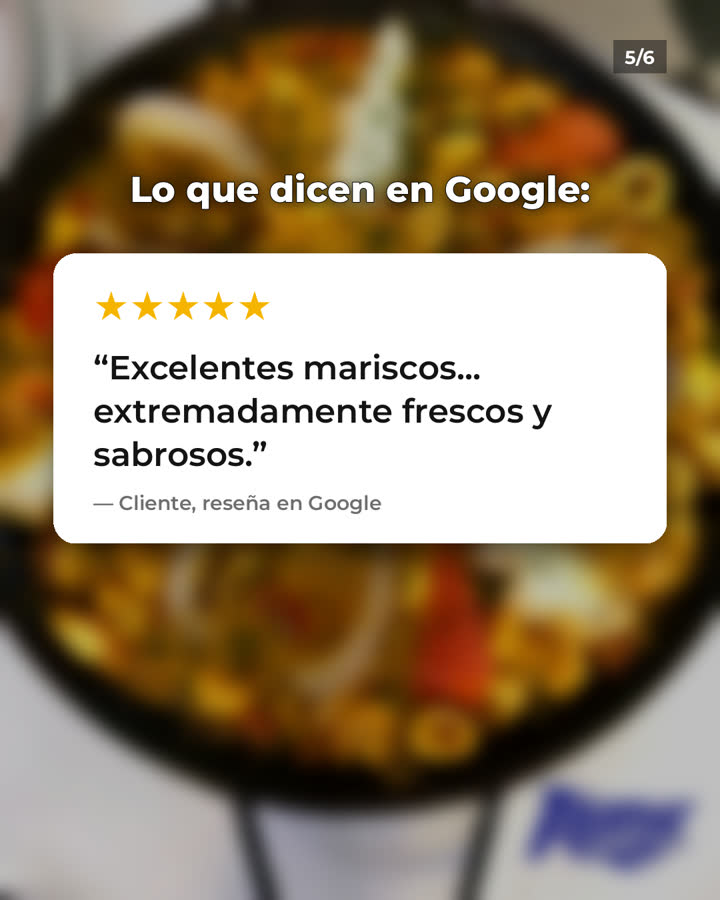 5/6
Lo que dicen en Google:
★★★★★
“Excelentes mariscos...
extremadamente frescos y
sabrosos.”
— Cliente, reseña en Google